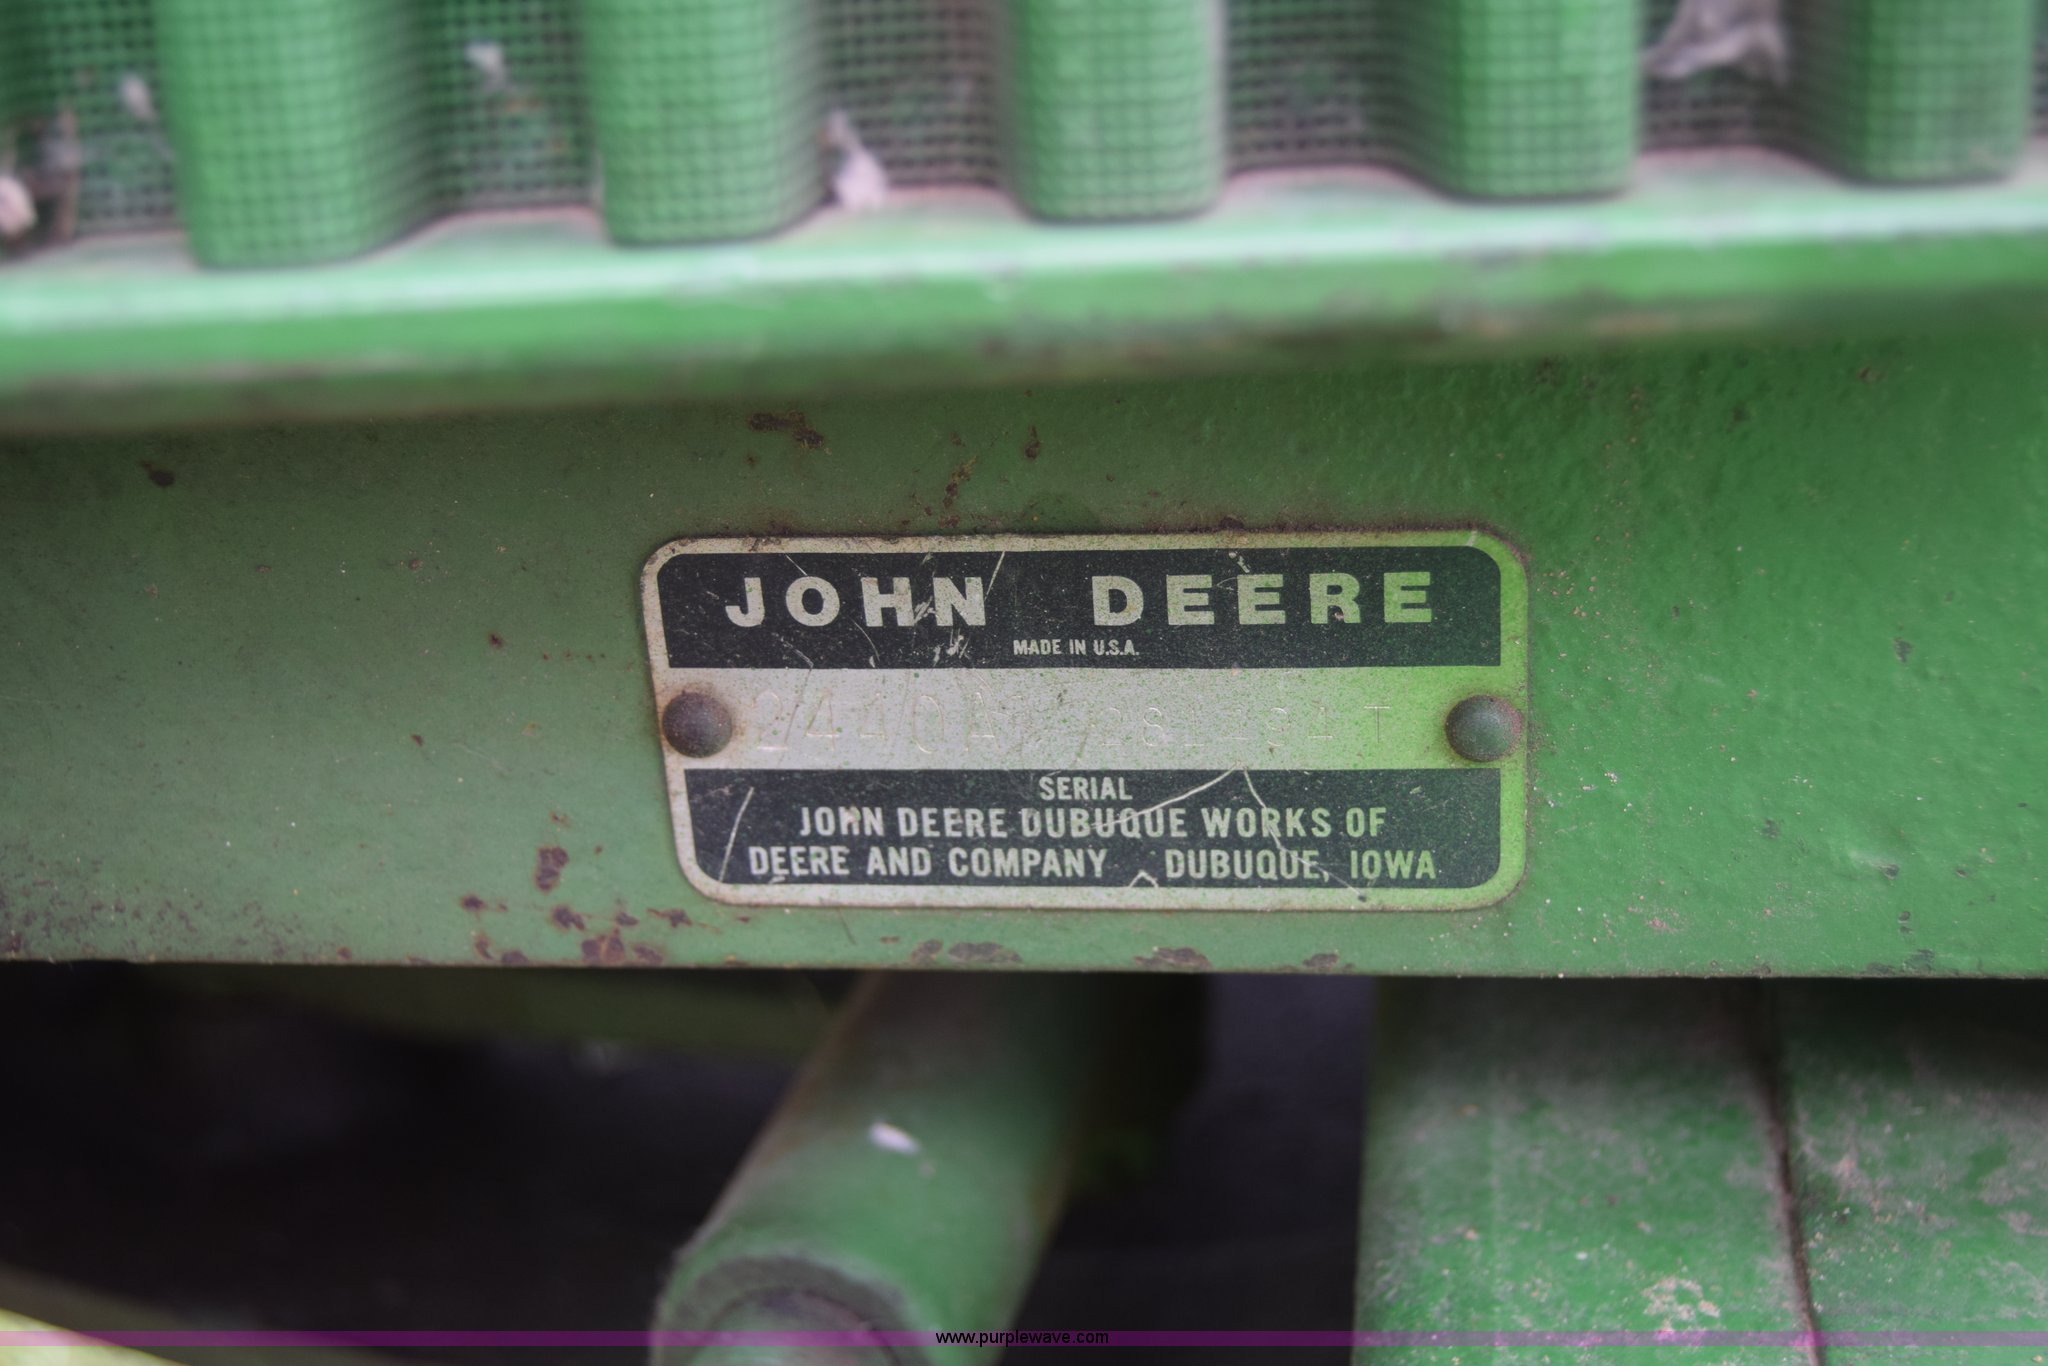 JOHN DEERE
MADE IN U.S.A.
SERIAL
JOHN DEERE DUBUQUE WORKS OF
DEERE AND COMPANY DUBUQUE, IOWA
www.purplewave.com